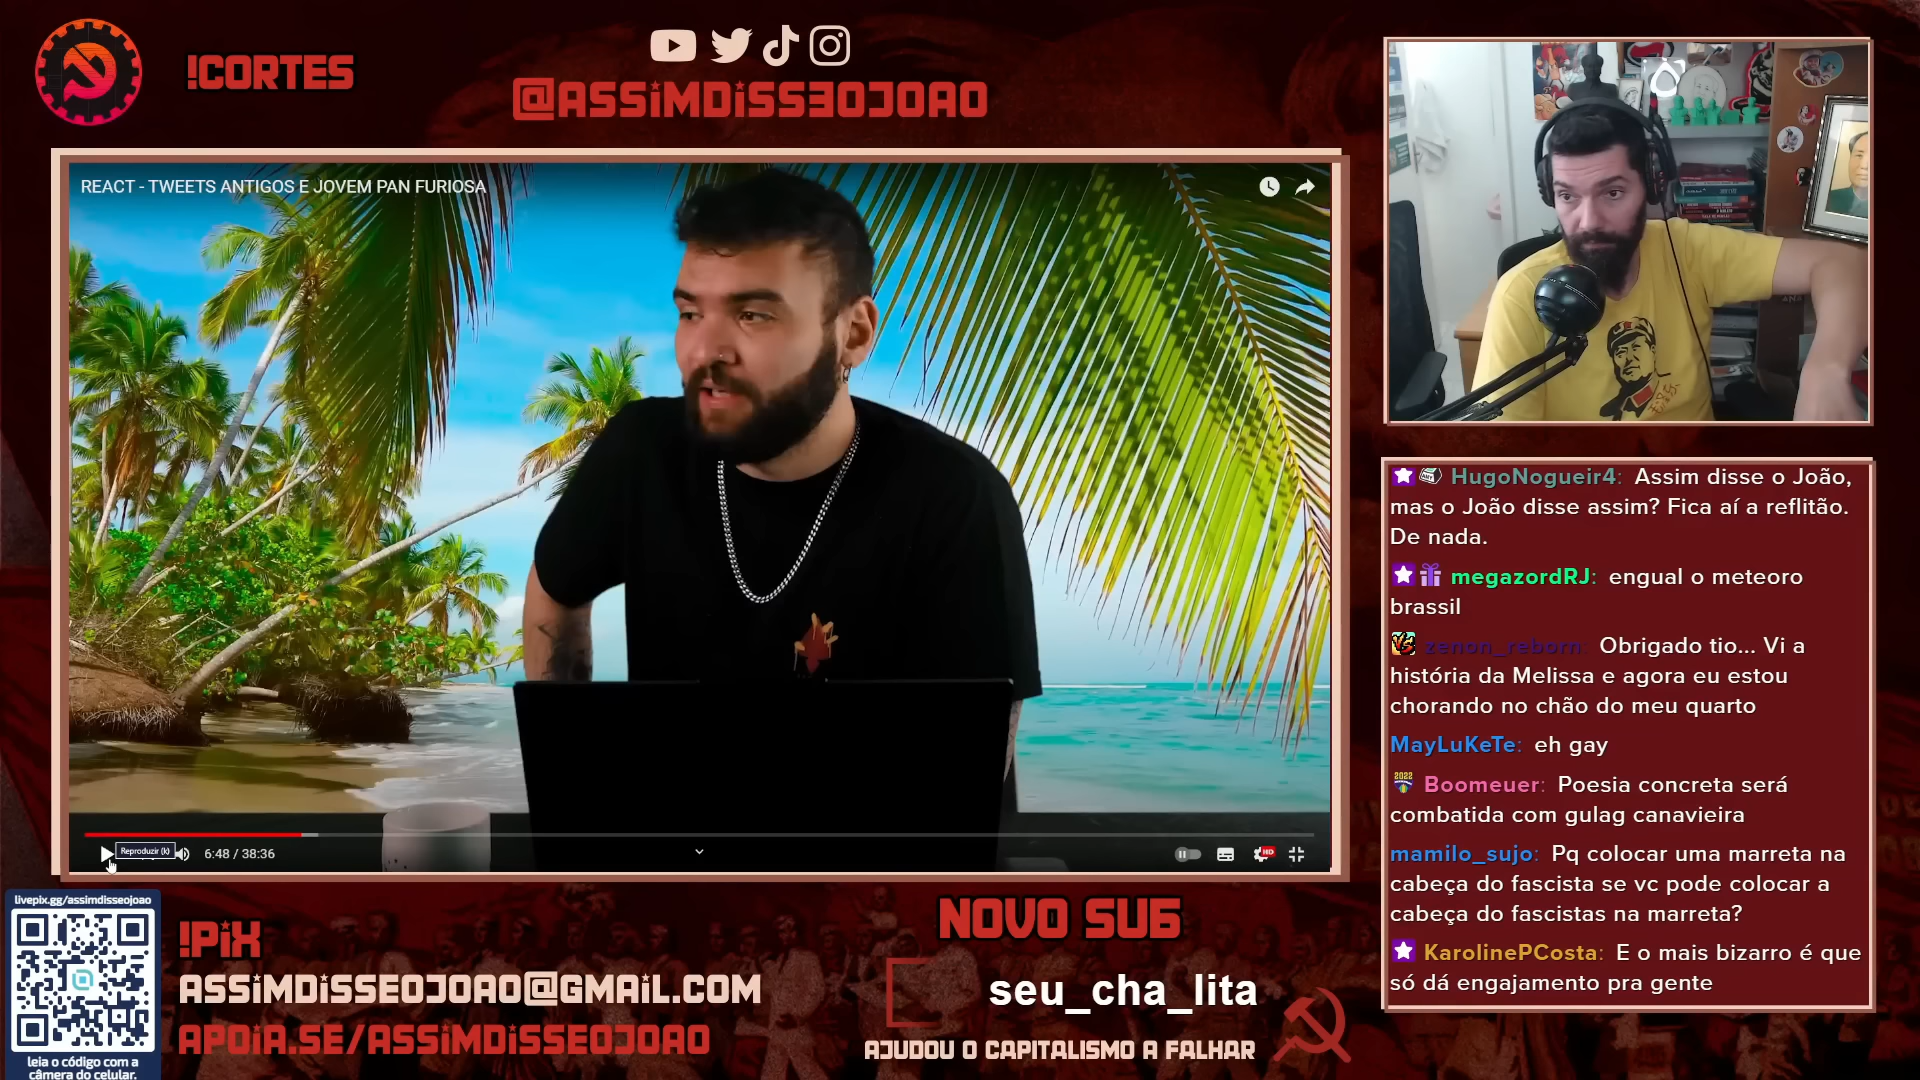 !CORTES
@ASSIMDISSEOJOAO
REACT - TWEETS ANTIGOS E JOVEM PAN FURIOSA
Reproduzir (k)
6:48 / 38:36
HD
HugoNogueir4: Assim disse o João,
mas o João disse assim? Fica aí a reflitão.
De nada.
megazordRJ: engual o meteoro
brassil
zenon_reborn: Obrigado tio... Vi a
história da Melissa e agora eu estou
chorando no chão do meu quarto
MayLuKeTe: eh gay
2022
Boomeuer: Poesia concreta será
combatida com gulag canavieira
mamilo_sujo: Pq colocar uma marreta na
cabeça do fascista se vc pode colocar a
cabeça do fascistas na marreta?
KarolinePCosta: E o mais bizarro é que
só dá engajamento pra gente
livepix.gg/assimdisseojoao
leia o código com a
câmera do celular.
!PIX
ASSIMDISSEOJOAO@GMAIL.COM
APOIA.SE/ASSIMDISSEOJOAO
NOVO SUB
seu_cha_lita
AJUDOU O CAPITALISMO A FALHAR